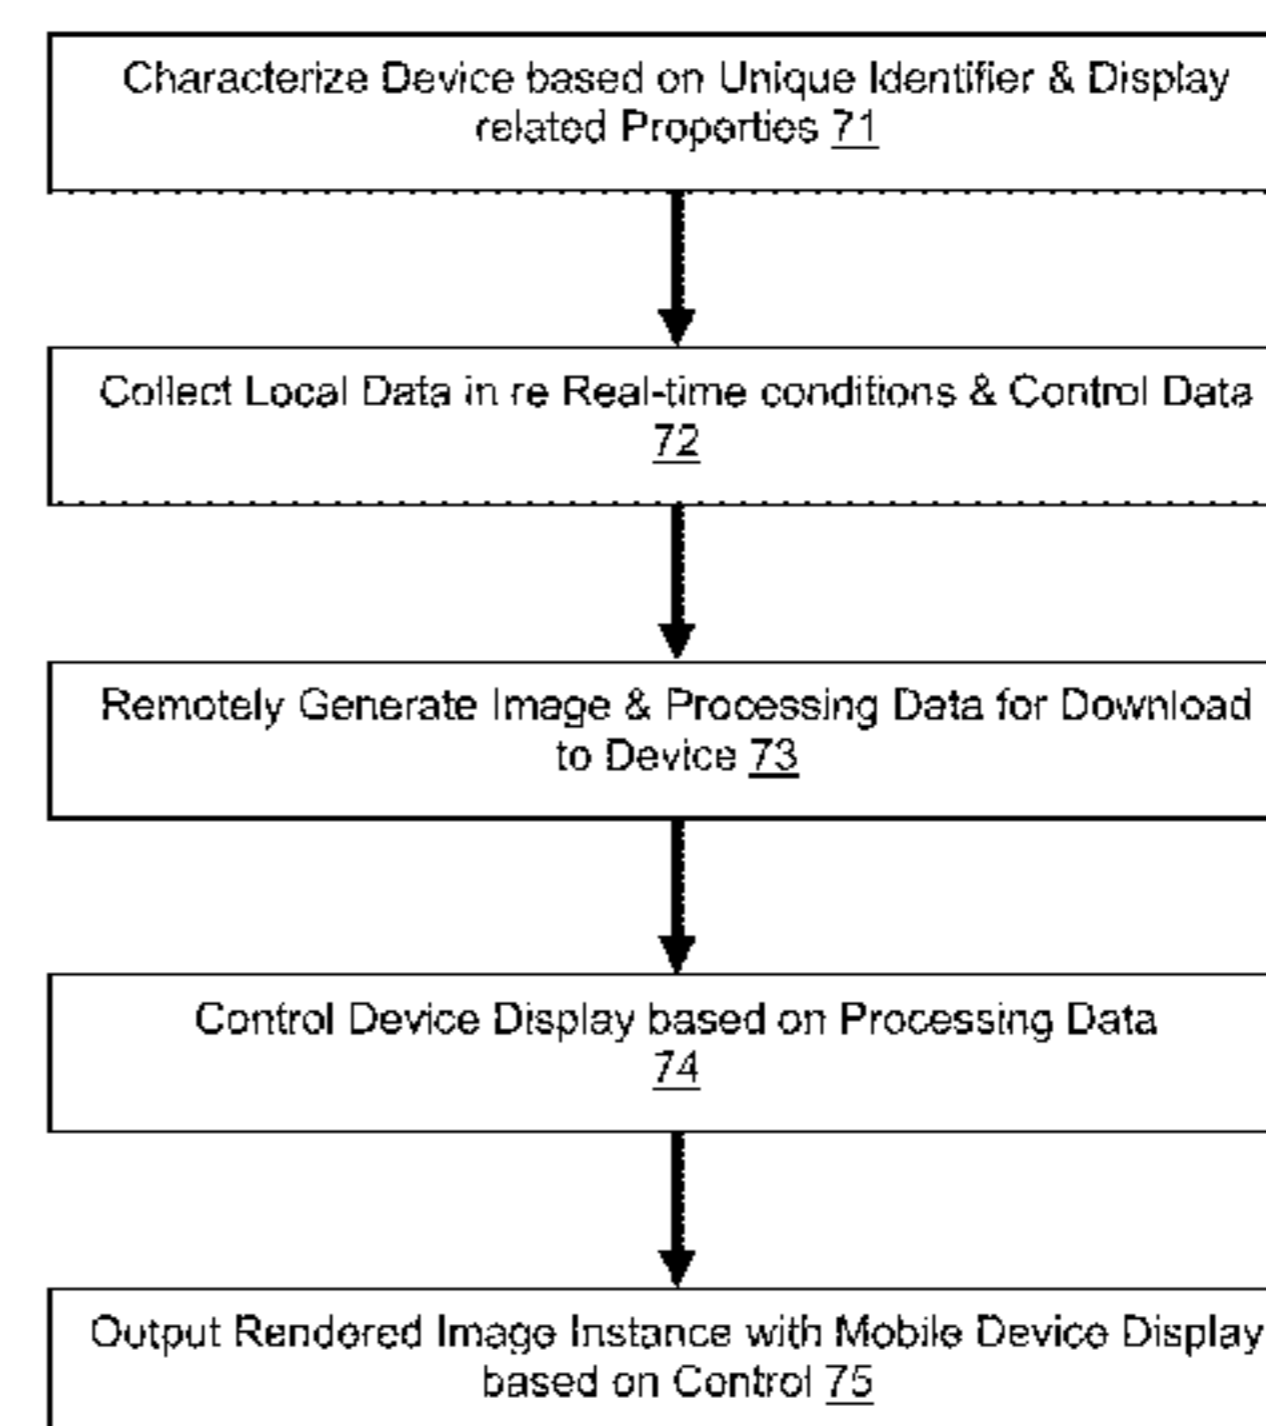 Characterize Device based on Unique Identifier & Display
related Properties 71
Collect Local Data in re Real-time conditions & Control Data
72
Remotely Generate Image & Processing Data for Download
to Device 73
Control Device Display based on Processing Data
74
Output Rendered Image Instance with Mobile Device Display
based on Control 75